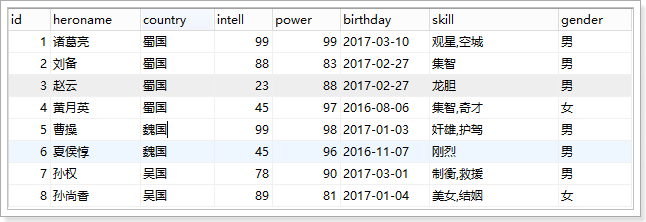 id heroname country intell power birthday skill gender
1 诸葛亮 蜀国 99 99 2017-03-10 观星,空城 男
2 刘备 蜀国 88 83 2017-02-27 集智 男
3 赵云 蜀国 23 88 2017-02-27 龙胆 男
4 黄月英 蜀国 45 97 2016-08-06 集智,奇才 女
5 曹操 魏国 99 98 2017-01-03 奸雄,护驾 男
6 夏侯惇 魏国 45 96 2016-11-07 刚烈 男
7 孙权 吴国 78 90 2017-03-01 制衡,救援 男
8 孙尚香 吴国 89 81 2017-01-04 美女,结姻 女